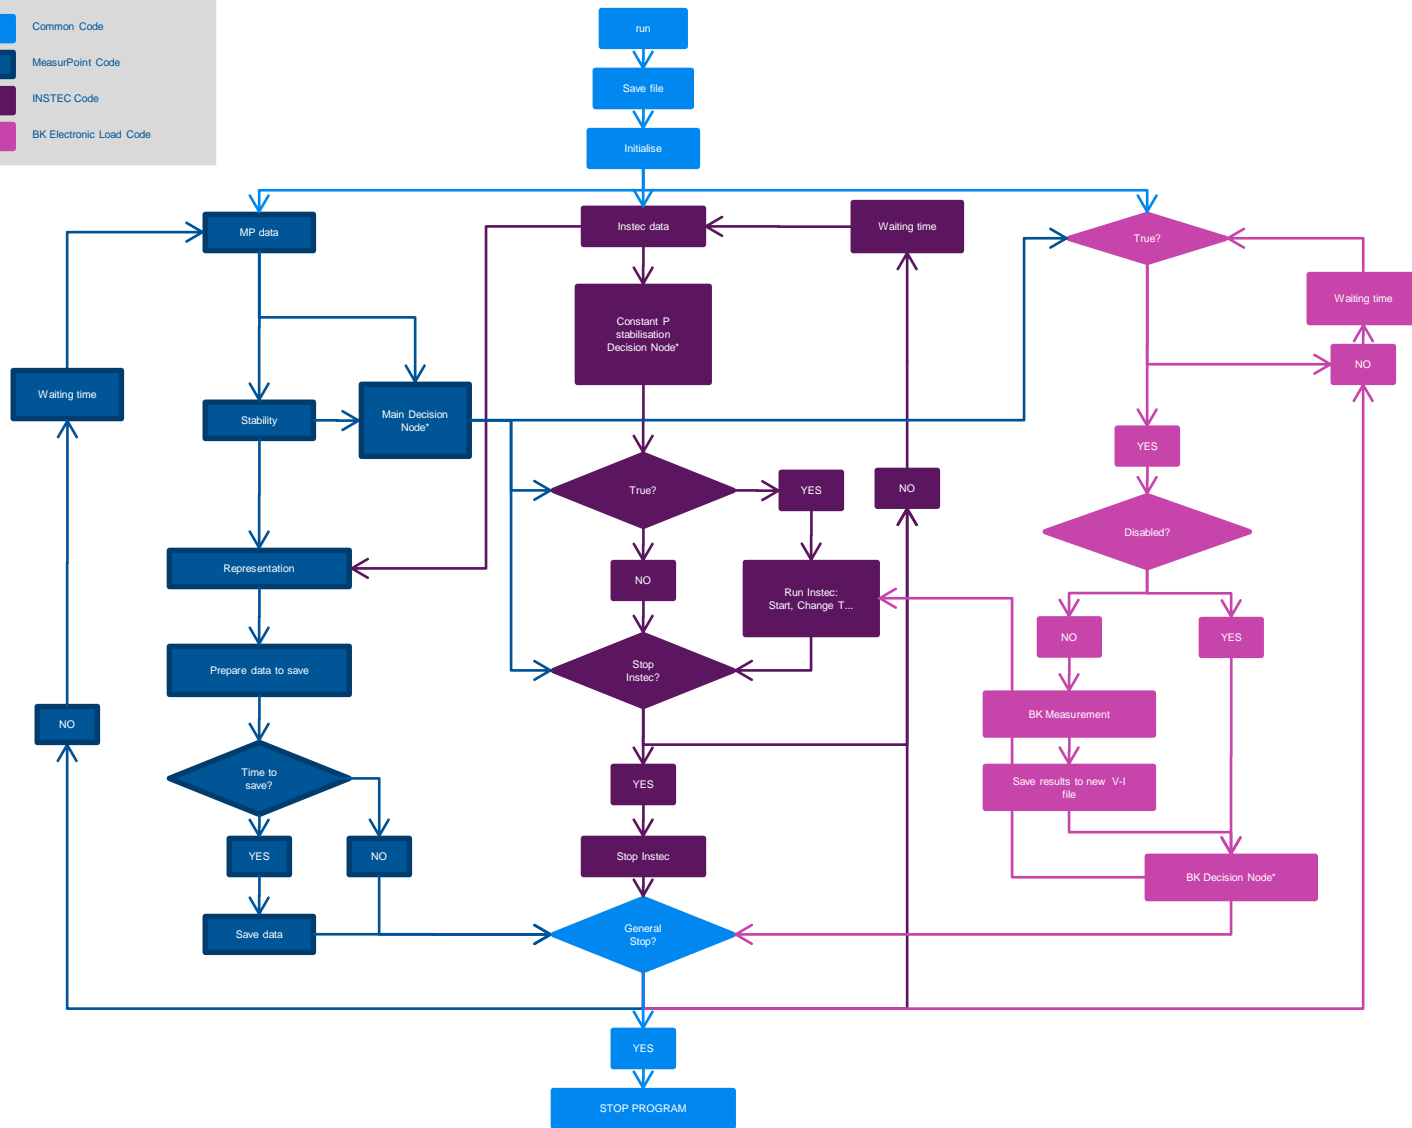 Common Code
MeasurPoint Code
INSTEC Code
BK Electronic Load Code
run
Save file
Initialise
MP data
Instec data
Waiting time
True?
Waiting time
Constant P
stabilisation
Decision Node*
NO
Waiting time
Stability
Main Decision
Node*
YES
True?
YES
NO
Disabled?
Representation
NO
Run Instec:
Start, Change T...
NO
YES
Prepare data to save
Stop
Instec?
BK Measurement
NO
Time to
save?
YES
Save results to new V-I
file
YES
NO
Stop Instec
BK Decision Node*
Save data
General
Stop?
YES
STOP PROGRAM